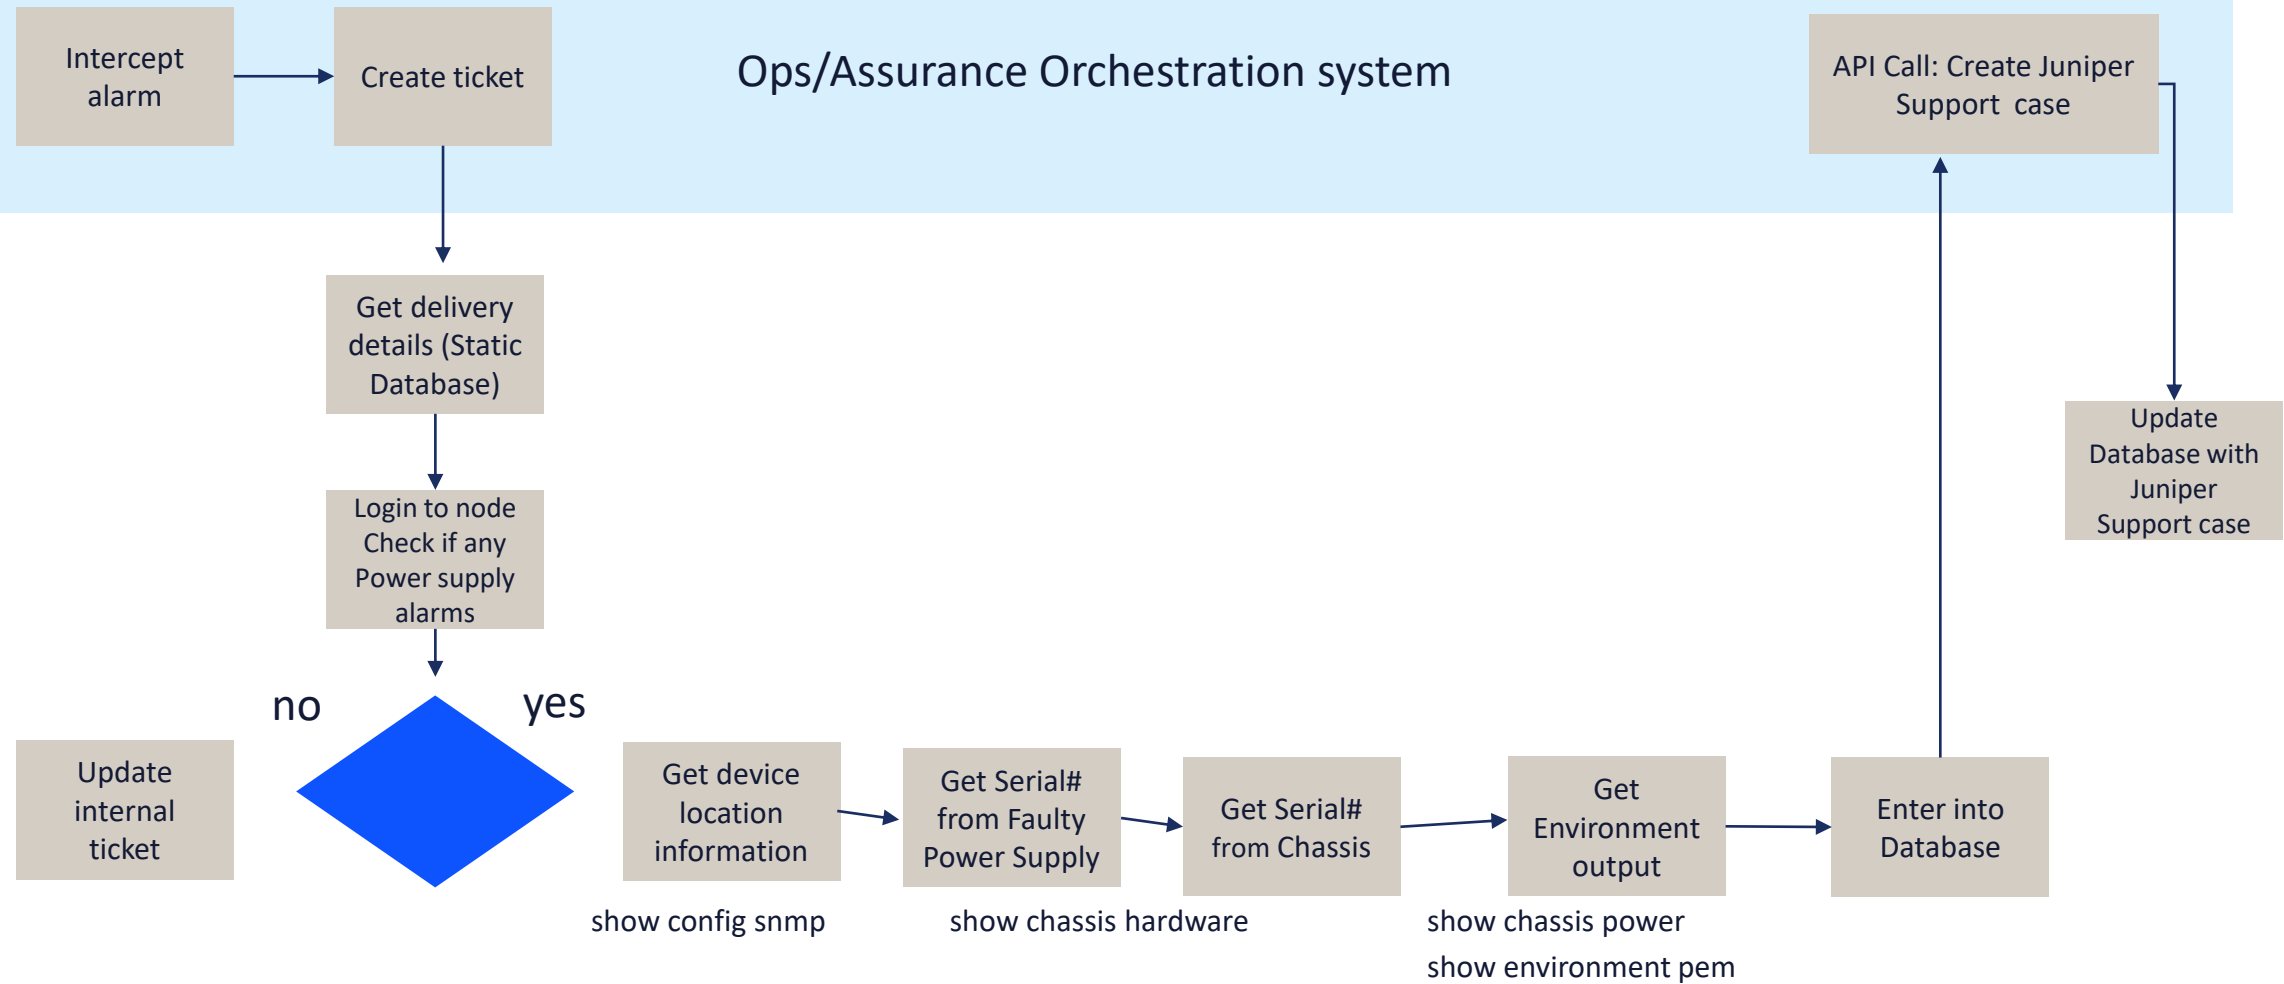 Intercept
alarm
Create ticket
Ops/Assurance Orchestration system
API Call: Create Juniper
Support case
Get delivery
details (Static
Database)
Login to node
Check if any
Power supply
alarms
Update
Database with
Juniper
Support case
no
yes
Update
internal
ticket
Get device
location
information
Get Serial#
from Faulty
Power Supply
Get Serial#
from Chassis
Get
Environment
output
Enter into
Database
show config snmp
show chassis hardware
show chassis power
show environment pem